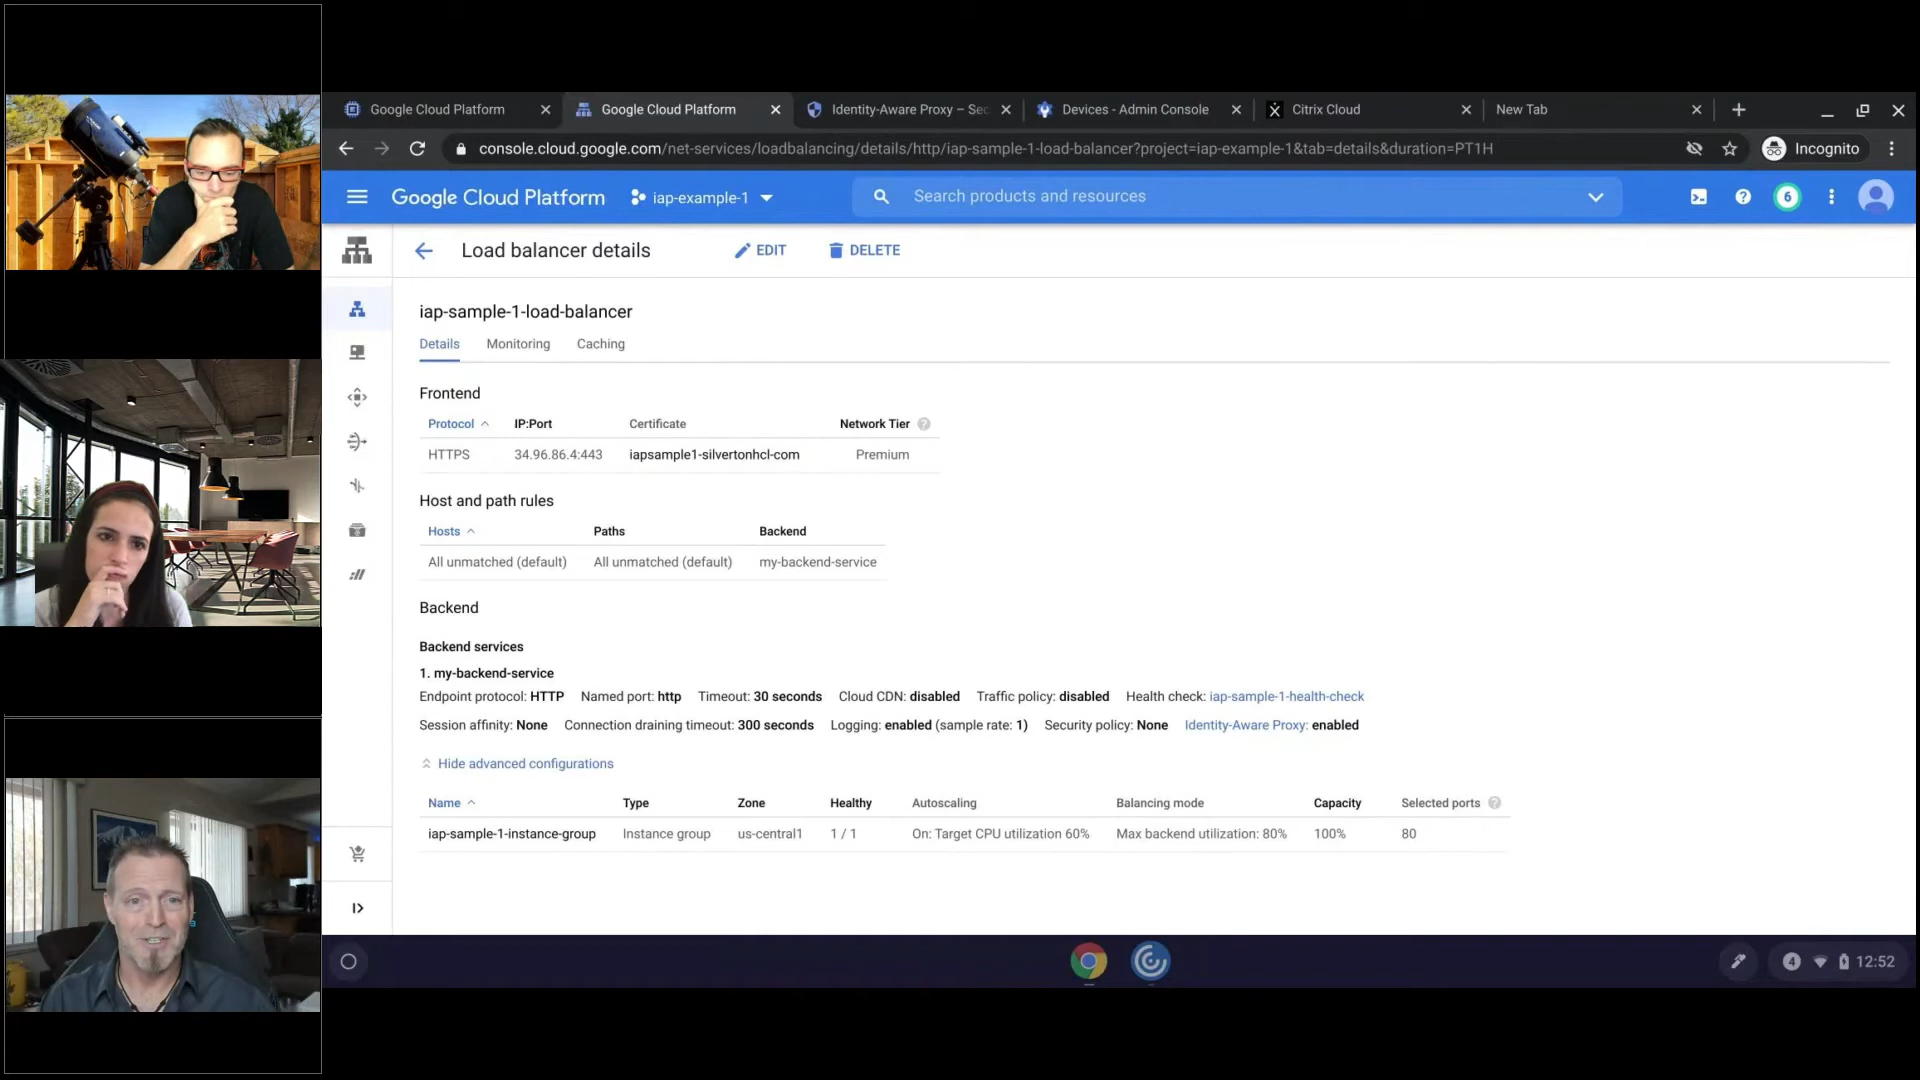 Google Cloud Platform
Google Cloud Platform
Identity-Aware Proxy – Sec
Devices - Admin Console
Citrix Cloud
New Tab
console.cloud.google.com/net-services/loadbalancing/details/http/iap-sample-1-load-balancer?project=iap-example-1&tab=details&duration=PT1H
Incognito
Google Cloud Platform
iap-example-1
Search products and resources
6
Load balancer details
EDIT
DELETE
iap-sample-1-load-balancer
Details Monitoring Caching
Frontend
Protocol IP:Port Certificate Network Tier
HTTPS 34.96.86.4:443 iapsample1-silvertonhcl-com Premium
Host and path rules
Hosts Paths Backend
All unmatched (default) All unmatched (default) my-backend-service
Backend
Backend services
1. my-backend-service
Endpoint protocol: HTTP Named port: http Timeout: 30 seconds Cloud CDN: disabled Traffic policy: disabled Health check: iap-sample-1-health-check
Session affinity: None Connection draining timeout: 300 seconds Logging: enabled (sample rate: 1) Security policy: None Identity-Aware Proxy: enabled
Hide advanced configurations
Name Type Zone Healthy Autoscaling Balancing mode Capacity Selected ports
iap-sample-1-instance-group Instance group us-central1 1 / 1 On: Target CPU utilization 60% Max backend utilization: 80% 100% 80
4 12:52